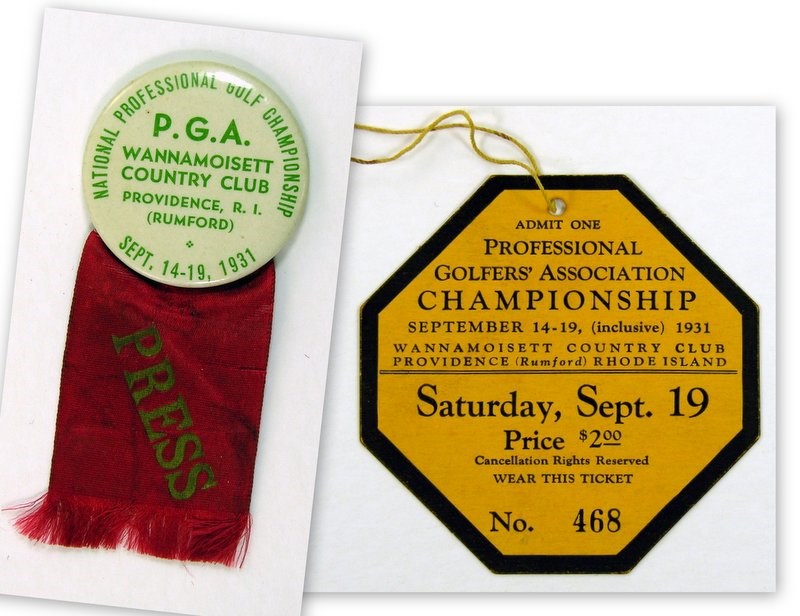 NATIONAL PROFESSIONAL GOLF CHAMPIONSHIP
P.G.A.
WANNAMOISETT
COUNTRY CLUB
PROVIDENCE, R. I.
(RUMFORD)
SEPT. 14-19, 1931
PRESS
ADMIT ONE
PROFESSIONAL
GOLFERS' ASSOCIATION
CHAMPIONSHIP
SEPTEMBER 14-19, (inclusive) 1931
WANNAMOISETT COUNTRY CLUB
PROVIDENCE (Rumford) RHODE ISLAND
Saturday, Sept. 19
Price $2.00
Cancellation Rights Reserved
WEAR THIS TICKET
No. 468